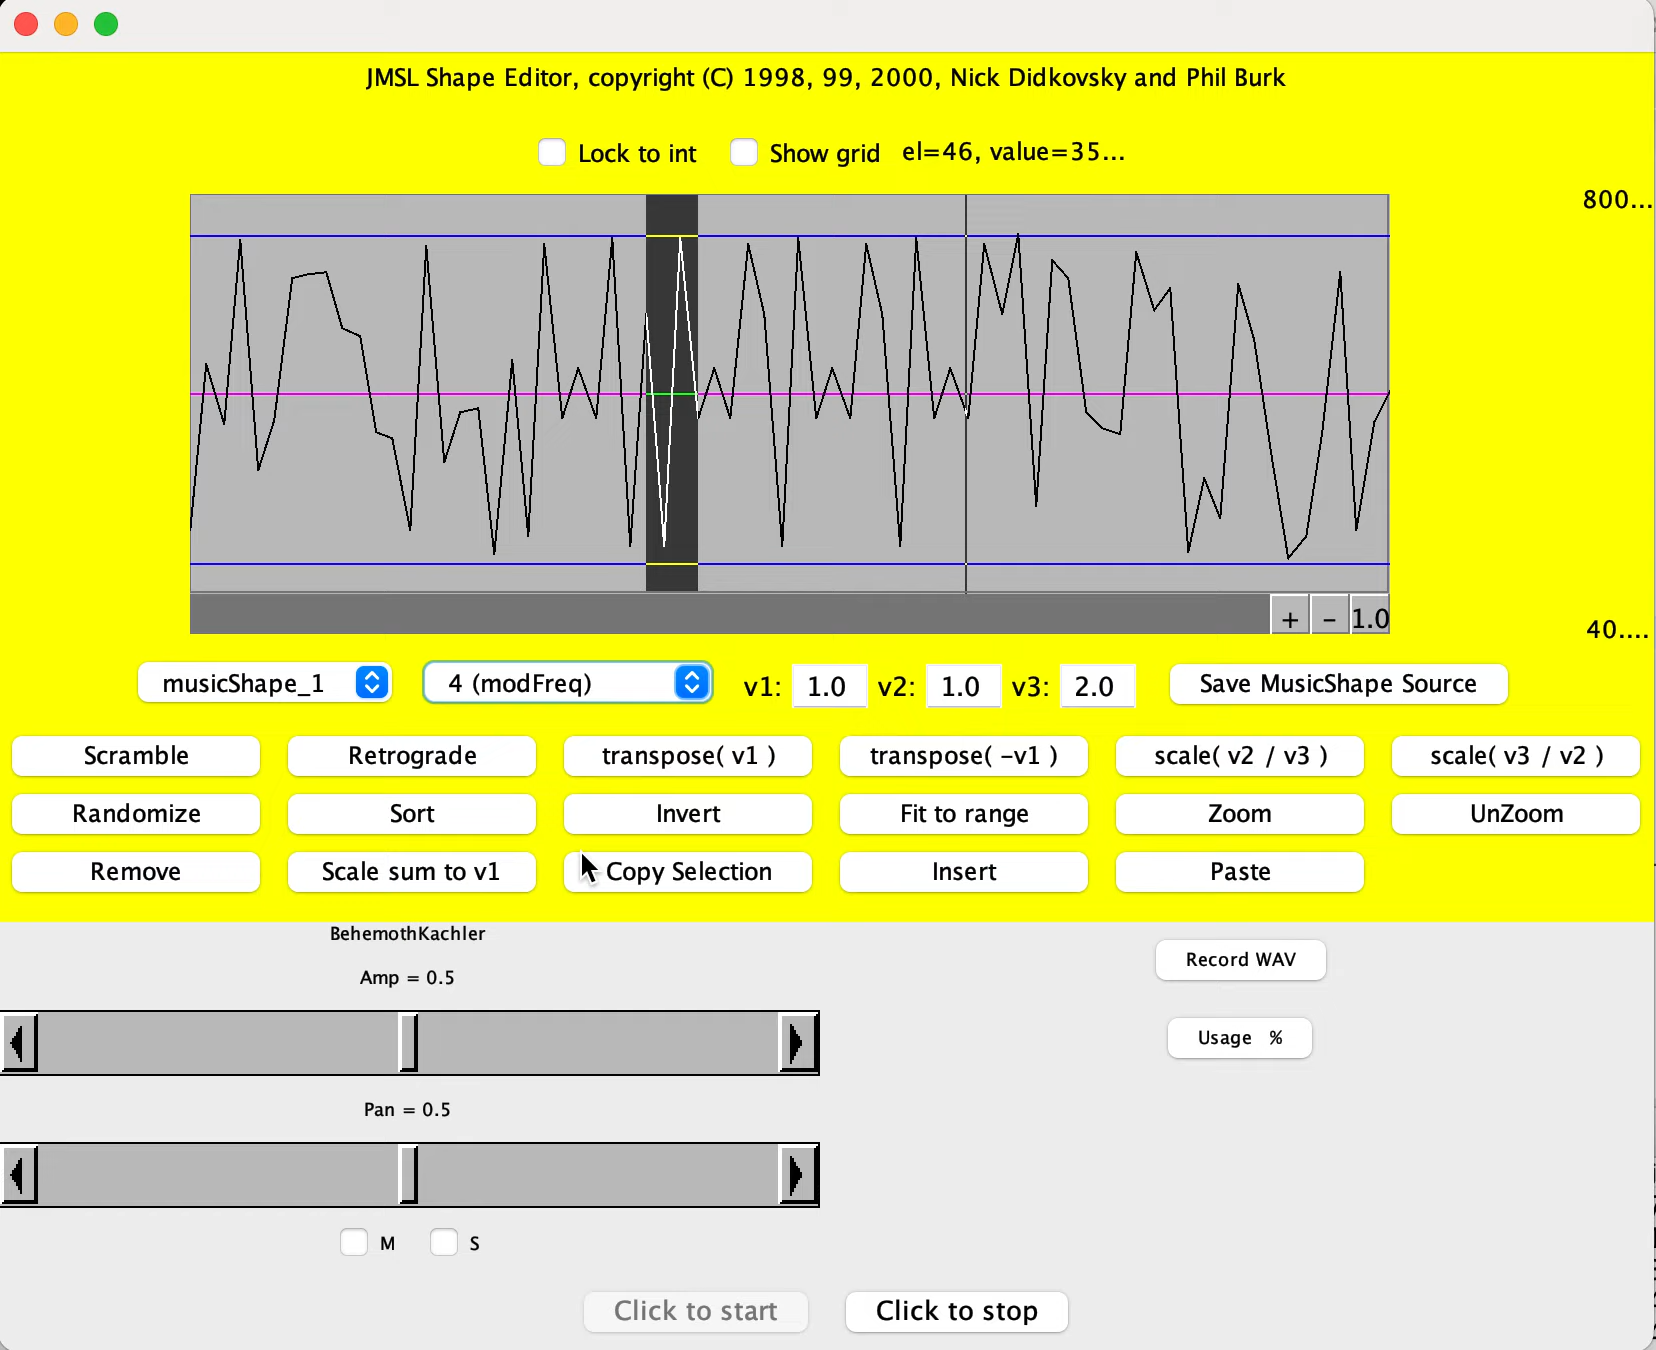 JMSL Shape Editor, copyright (C) 1998, 99, 2000, Nick Didkovsky and Phil Burk
Lock to int Show grid el=46, value=35...
800...
+ - 1.0
40....
musicShape_1 4 (modFreq) v1: 1.0 v2: 1.0 v3: 2.0 Save MusicShape Source
Scramble Retrograde transpose( v1 ) transpose( -v1 ) scale( v2 / v3 ) scale( v3 / v2 )
Randomize Sort Invert Fit to range Zoom UnZoom
Remove Scale sum to v1 Copy Selection Insert Paste
BehemothKachler
Record WAV
Amp = 0.5
Usage %
Pan = 0.5
M S
Click to start Click to stop